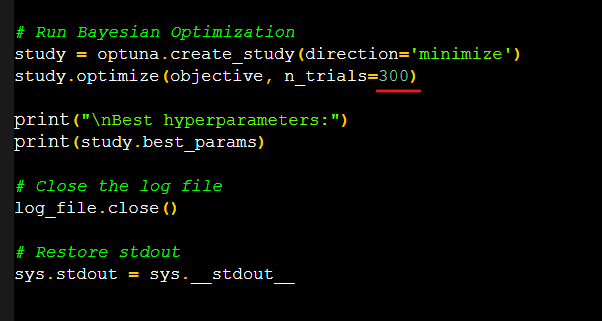 # Run Bayesian Optimization
study = optuna.create_study(direction='minimize')
study.optimize(objective, n_trials=300)
print("\nBest hyperparameters:")
print(study.best_params)
# Close the log file
log_file.close()
# Restore stdout
sys.stdout = sys.__stdout__